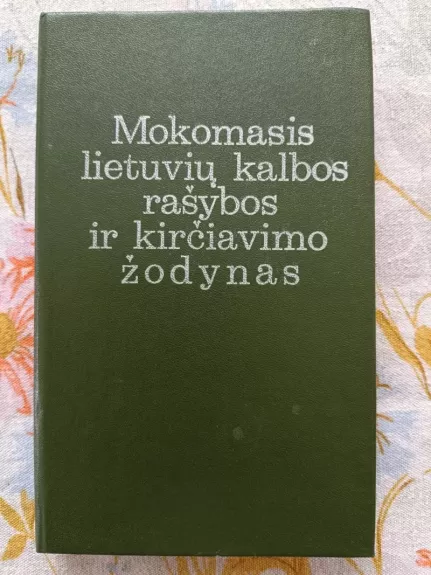 Mokomasis
lietuvių kalbos
rašybos
ir kirčiavimo
žodynas